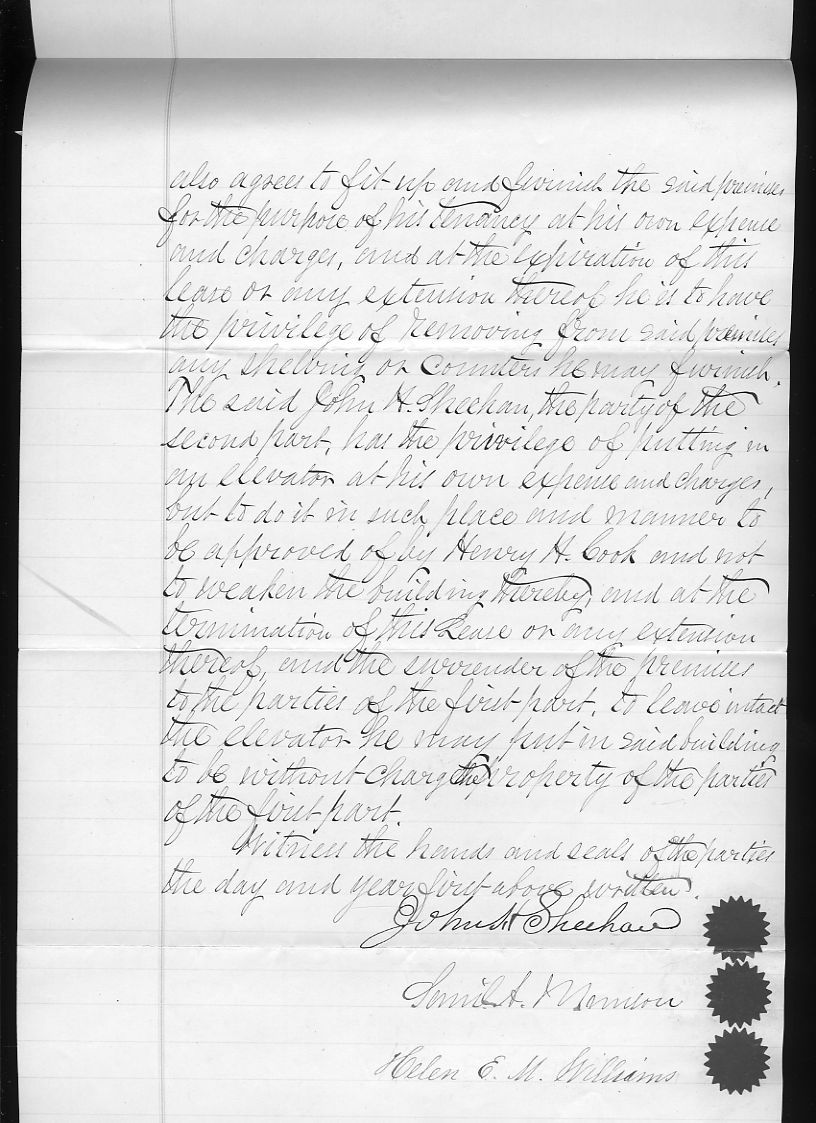 also agrees to fit up and furnish the said premises
for the purpose of his tenancy at his own expense
and charges, and at the expiration of this
lease or any extension thereof he is to have
the privilege of removing from said premises
any shelving or counters he may furnish.
The said John H. Sheehan, the party of the
second part, has the privilege of putting in
an elevator at his own expense and charges,
but to do it in such place and manner to
be approved of by Henry H. Cook and not
to weaken the building thereby, and at the
termination of this Lease or any extension
thereof, and the surrender of the premises
to the parties of the first part, to leave intact
the elevator he may put in said building
to be without charge the property of the parties
of the first part.
Witness the hands and seals of the parties
the day and year first above written.
John H Sheehan
A.
Helen E. M. Williams